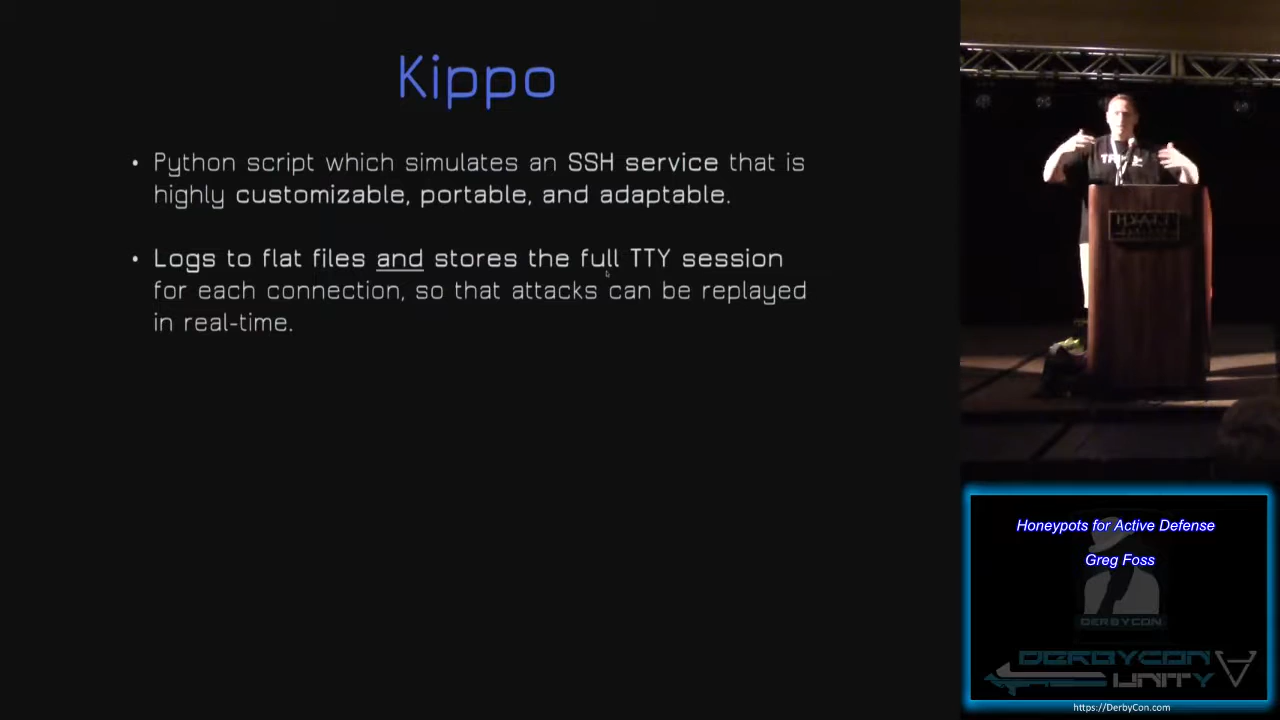 Kippo
• Python script which simulates an SSH service that is
highly customizable, portable, and adaptable.
• Logs to flat files and stores the full TTY session
for each connection, so that attacks can be replayed
in real-time.
HYATT
Honeypots for Active Defense
Greg Foss
DERBYCON
DERBYCON
UNITY
https://DerbyCon.com